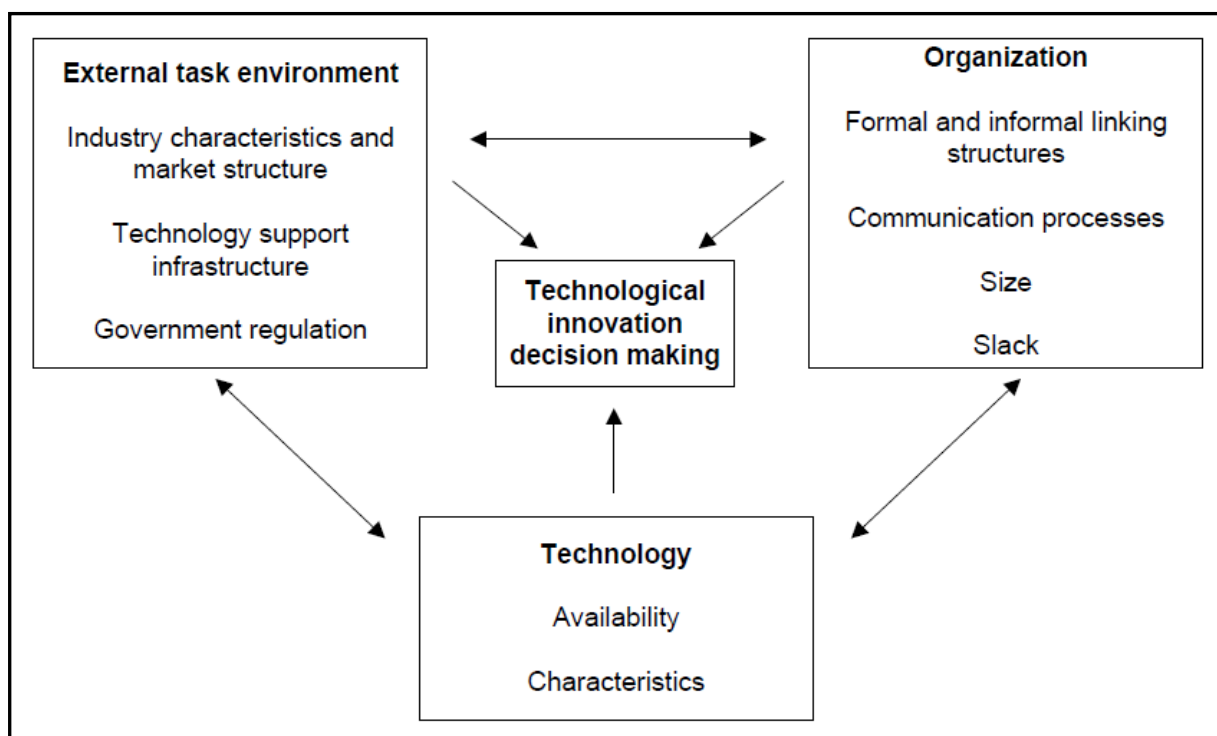 External task environment
Industry characteristics and
market structure
Technology support
infrastructure
Government regulation
Organization
Formal and informal linking
structures
Communication processes
Size
Slack
Technological
innovation
decision making
Technology
Availability
Characteristics